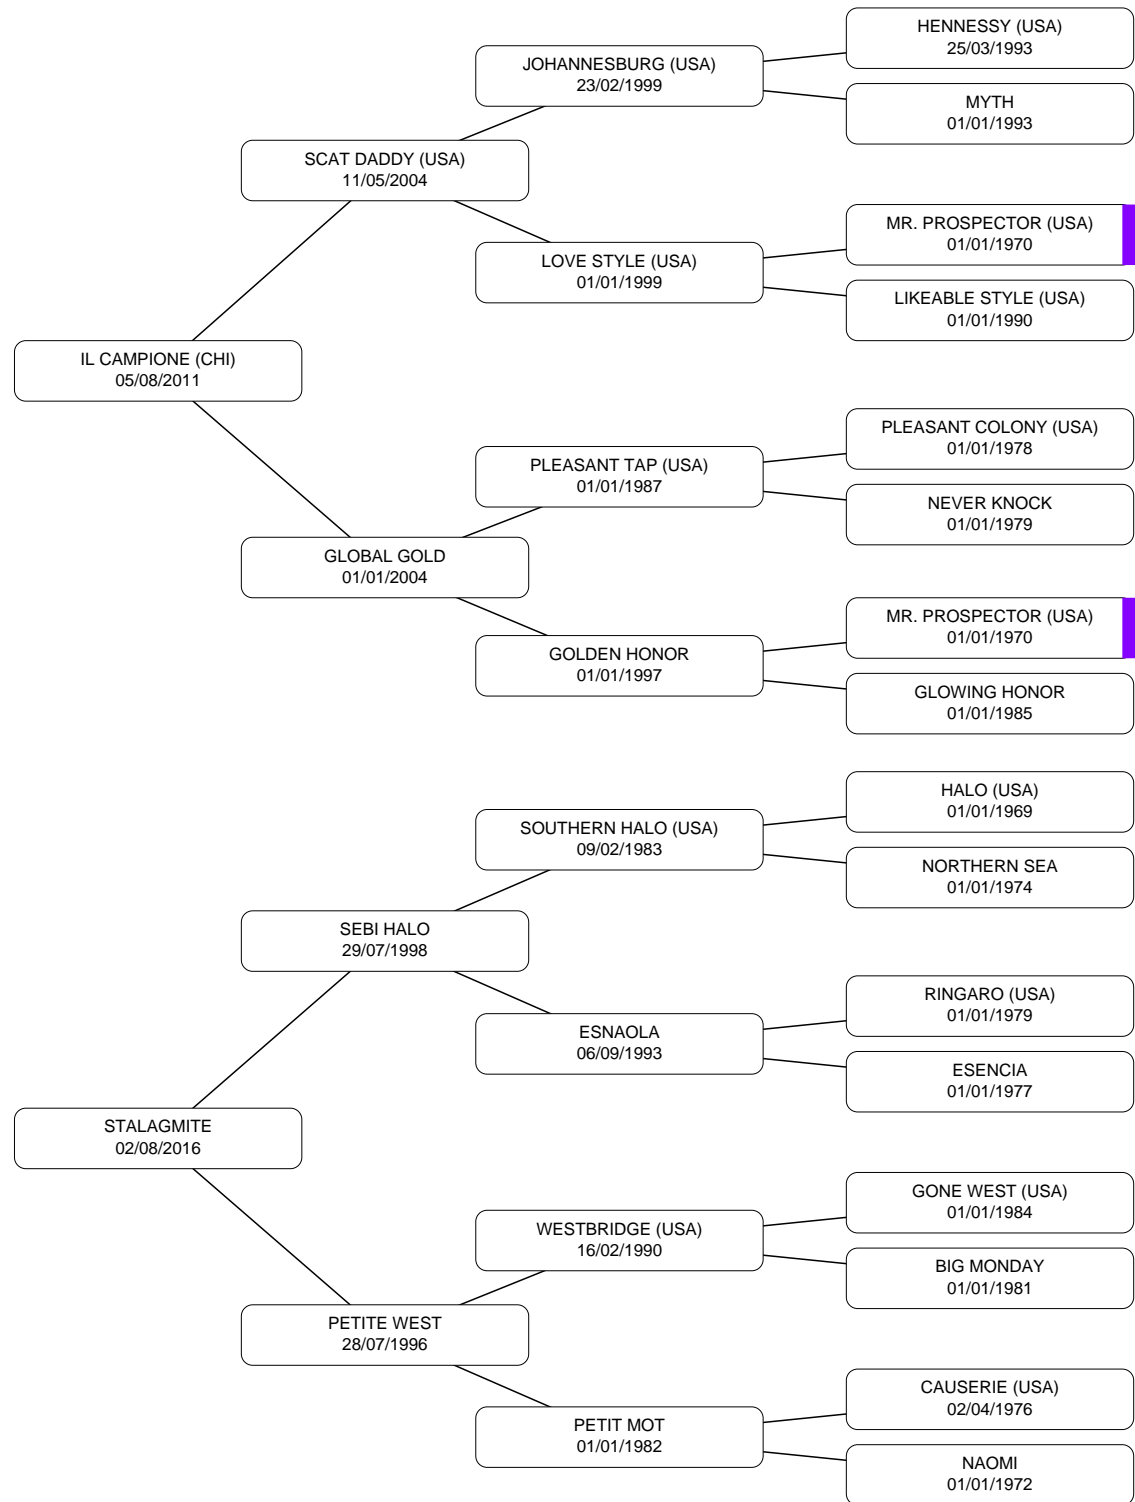 HENNESSY (USA)
25/03/1993
JOHANNESBURG (USA)
23/02/1999
MYTH
01/01/1993
SCAT DADDY (USA)
11/05/2004
MR. PROSPECTOR (USA)
01/01/1970
LOVE STYLE (USA)
01/01/1999
LIKEABLE STYLE (USA)
01/01/1990
IL CAMPIONE (CHI)
05/08/2011
PLEASANT COLONY (USA)
01/01/1978
PLEASANT TAP (USA)
01/01/1987
NEVER KNOCK
01/01/1979
GLOBAL GOLD
01/01/2004
MR. PROSPECTOR (USA)
01/01/1970
GOLDEN HONOR
01/01/1997
GLOWING HONOR
01/01/1985
HALO (USA)
01/01/1969
SOUTHERN HALO (USA)
09/02/1983
NORTHERN SEA
01/01/1974
SEBI HALO
29/07/1998
RINGARO (USA)
01/01/1979
ESNAOLA
06/09/1993
ESENCIA
01/01/1977
STALAGMITE
02/08/2016
GONE WEST (USA)
01/01/1984
WESTBRIDGE (USA)
16/02/1990
BIG MONDAY
01/01/1981
PETITE WEST
28/07/1996
CAUSERIE (USA)
02/04/1976
PETIT MOT
01/01/1982
NAOMI
01/01/1972